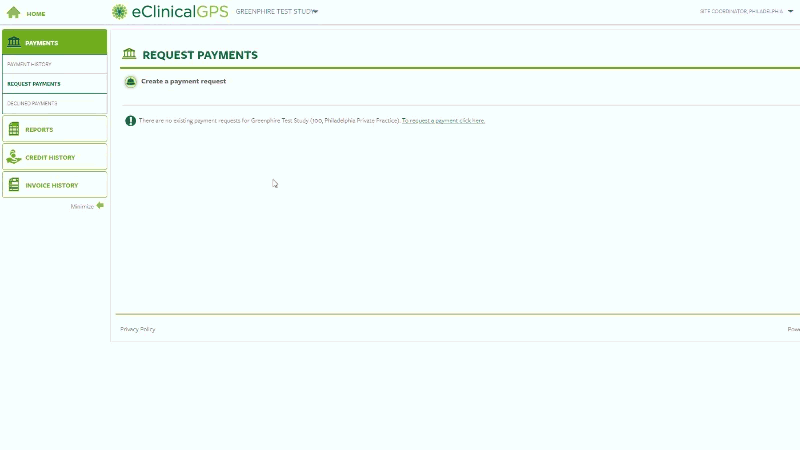 HOME
eClinicalGPS
GREENPHIRE TEST STUDY
SITE COORDINATOR, PHILADELPHIA
PAYMENTS
PAYMENT HISTORY
REQUEST PAYMENTS
DECLINED PAYMENTS
REPORTS
CREDIT HISTORY
INVOICE HISTORY
Minimize
REQUEST PAYMENTS
Create a payment request
There are no existing payment requests for Greenphire Test Study (100, Philadelphia Private Practice). To request a payment click here.
Privacy Policy